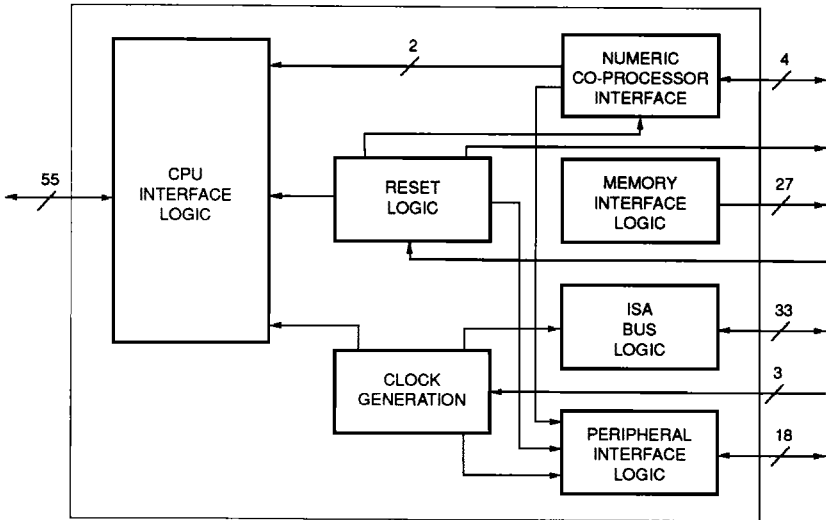 2
NUMERIC
CO-PROCESSOR
INTERFACE
4
55
CPU
INTERFACE
LOGIC
RESET
LOGIC
MEMORY
INTERFACE
LOGIC
27
ISA
BUS
LOGIC
33
CLOCK
GENERATION
3
PERIPHERAL
INTERFACE
LOGIC
18